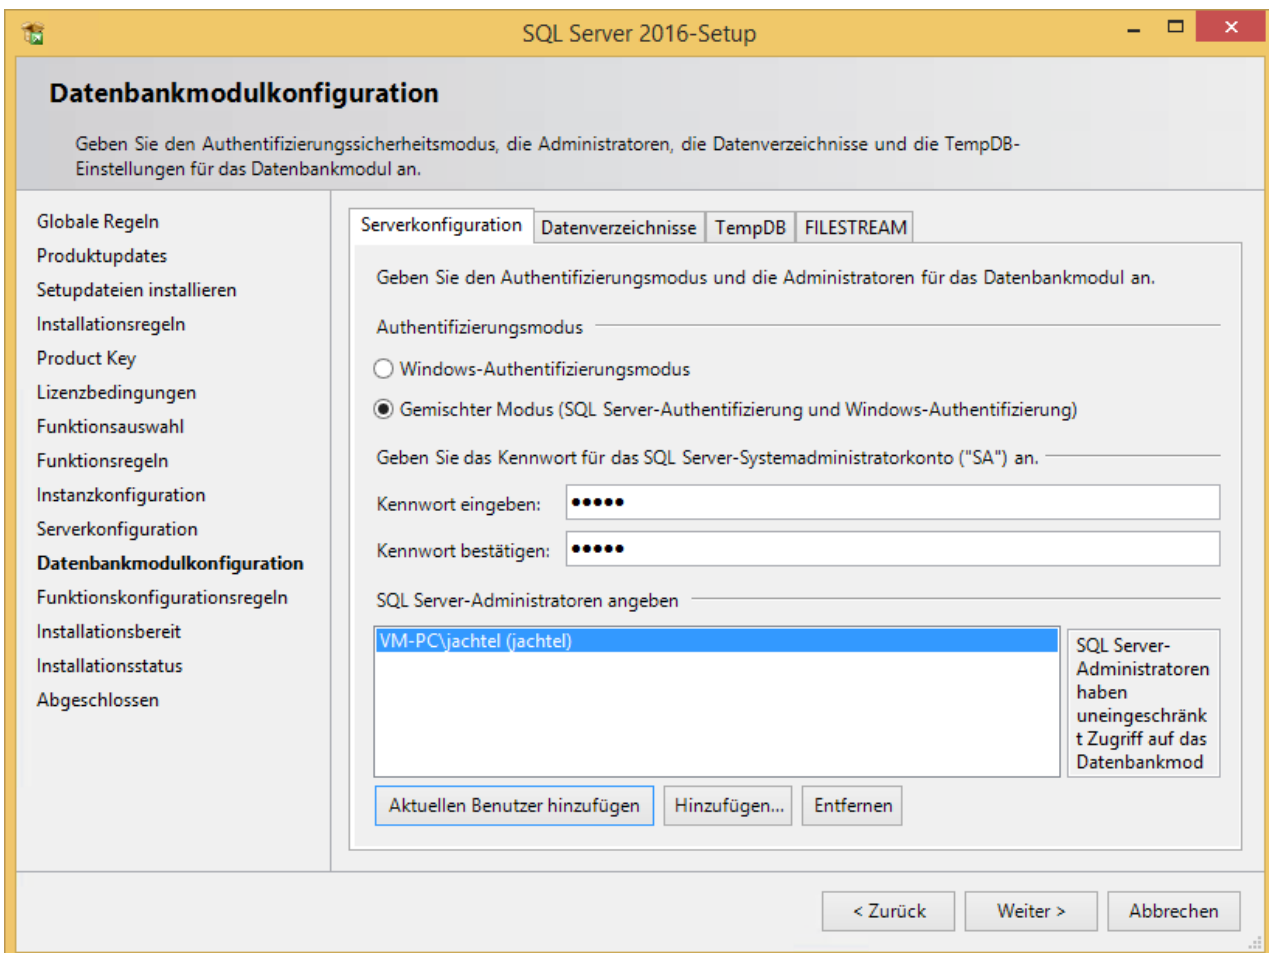 SQL Server 2016-Setup
Datenbankmodulkonfiguration
Geben Sie den Authentifizierungssicherheitsmodus, die Administratoren, die Datenverzeichnisse und die TempDB-
Einstellungen für das Datenbankmodul an.
Globale Regeln
Produktupdates
Setupdateien installieren
Installationsregeln
Product Key
Lizenzbedingungen
Funktionsauswahl
Funktionsregeln
Instanzkonfiguration
Serverkonfiguration
Datenbankmodulkonfiguration
Funktionskonfigurationsregeln
Installationsbereit
Installationsstatus
Abgeschlossen
Serverkonfiguration
Datenverzeichnisse
TempDB
FILESTREAM
Geben Sie den Authentifizierungsmodus und die Administratoren für das Datenbankmodul an.
Authentifizierungsmodus
Windows-Authentifizierungsmodus
Gemischter Modus (SQL Server-Authentifizierung und Windows-Authentifizierung)
Geben Sie das Kennwort für das SQL Server-Systemadministratorkonto ("SA") an.
Kennwort eingeben: ●●●●●
Kennwort bestätigen: ●●●●●
SQL Server-Administratoren angeben
VM-PC\jachtel (jachtel)
SQL Server-
Administratoren
haben
uneingeschränk
t Zugriff auf das
Datenbankmod
Aktuellen Benutzer hinzufügen
Hinzufügen...
Entfernen
< Zurück
Weiter >
Abbrechen